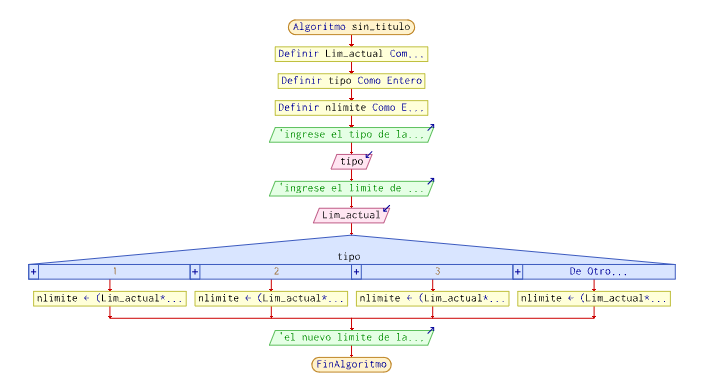 Algoritmo sin_titulo
Definir Lim_actual Com...
Definir tipo Como Entero
Definir nlimite Como E...
'ingrese el tipo de la...
tipo
'ingrese el limite de ...
Lim_actual
tipo
+ 1 + 2 + 3 + De Otro...
nlimite ← (Lim_actual*... nlimite ← (Lim_actual*... nlimite ← (Lim_actual*... nlimite ← (Lim_actual*...
'el nuevo limite de la...
FinAlgoritmo